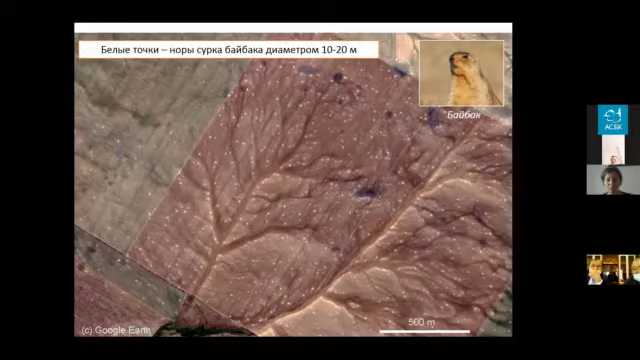 Белые точки – норы сурка байбака диаметром 10-20 м
Байбак
АСБК
500 m
(c) Google Earth